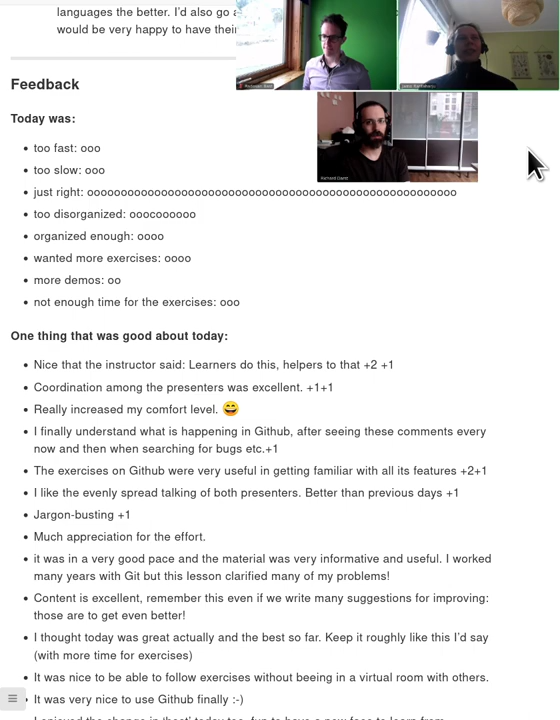 languages the better. I'd also go a
would be very happy to have their
Feedback
Today was:
too fast: ooo
too slow: ooo
just right: ooooooooooooooooooooooooooooooooooooooooooooooooooooooo
too disorganized: ooocoooooo
organized enough: oooo
wanted more exercises: oooo
more demos: oo
not enough time for the exercises: ooo
One thing that was good about today:
Nice that the instructor said: Learners do this, helpers to that +2 +1
Coordination among the presenters was excellent. +1+1
Really increased my comfort level. 😄
I finally understand what is happening in Github, after seeing these comments every
now and then when searching for bugs etc.+1
The exercises on Github were very useful in getting familiar with all its features +2+1
I like the evenly spread talking of both presenters. Better than previous days +1
Jargon-busting +1
Much appreciation for the effort.
it was in a very good pace and the material was very informative and useful. I worked
many years with Git but this lesson clarified many of my problems!
Content is excellent, remember this even if we write many suggestions for improving:
those are to get even better!
I thought today was great actually and the best so far. Keep it roughly like this I'd say
(with more time for exercises)
It was nice to be able to follow exercises without beeing in a virtual room with others.
It was very nice to use Github finally :-)